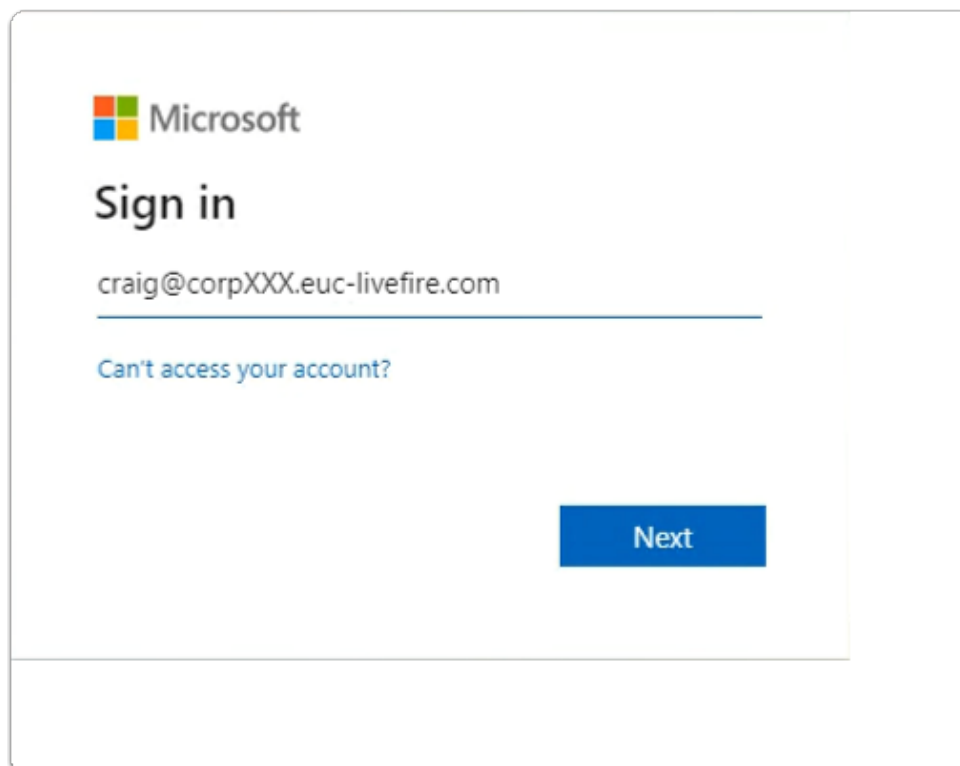 Microsoft
Sign in
craig@corpXXX.euc-livefire.com
Can't access your account?
Next